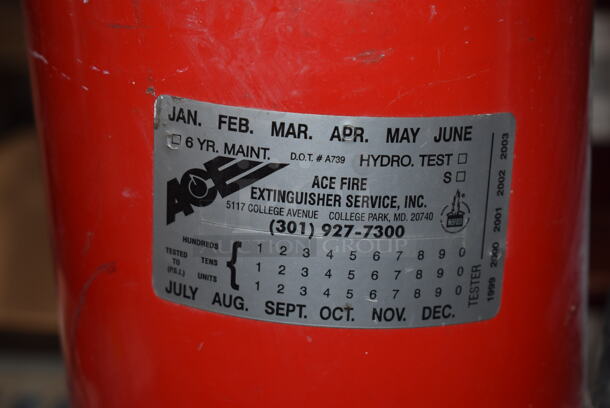 JAN. FEB. MAR. APR. MAY JUNE
6 YR. MAINT. D.O.T. # A739 HYDRO. TEST
S
ACE
ACE FIRE
EXTINGUISHER SERVICE, INC.
5117 COLLEGE AVENUE COLLEGE PARK, MD. 20740
(301) 927-7300
AUCTION GROUP
TESTED TO (P.S.I.)
HUNDREDS 1 2 3 4 5 6 7 8 9 0
TENS 1 2 3 4 5 6 7 8 9 0
UNITS 1 2 3 4 5 6 7 8 9 0
JULY AUG. SEPT. OCT. NOV. DEC.
TESTER
1999 2000 2001 2002 2003